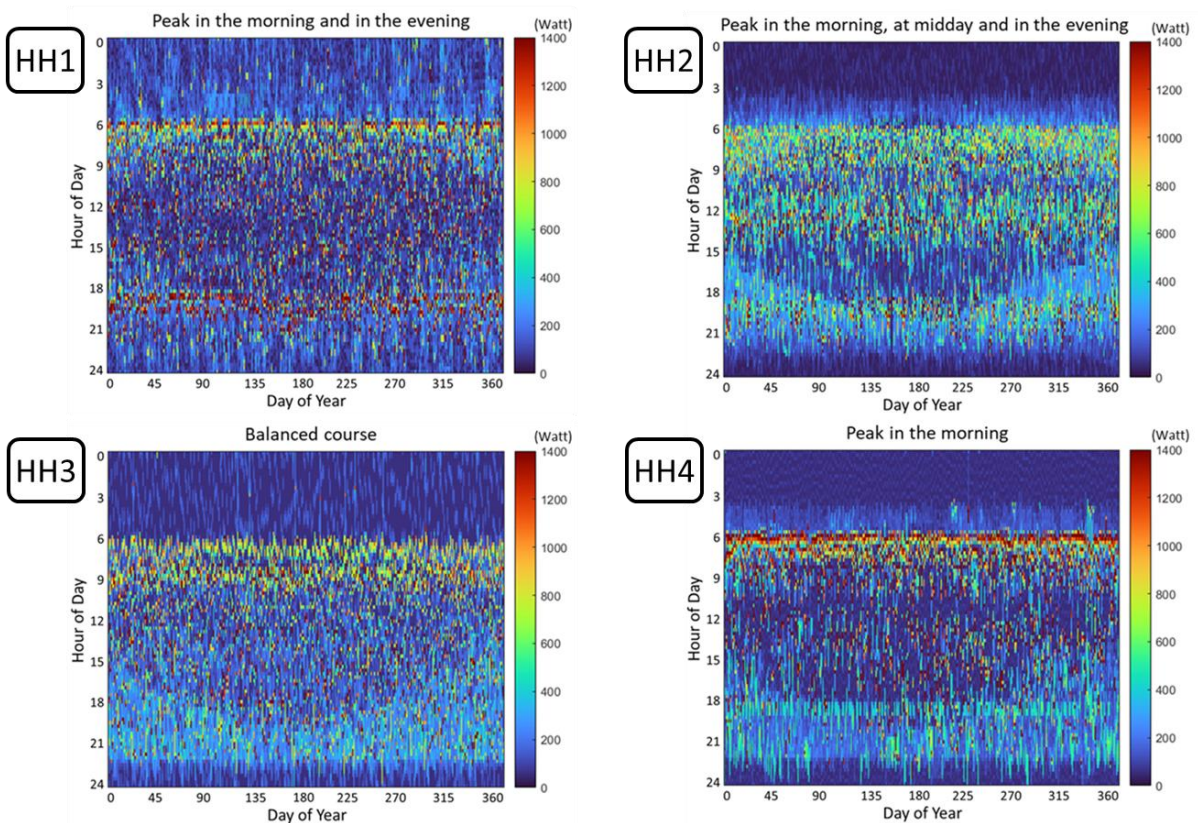 Peak in the morning and in the evening
(Watt)
HH1
0
3
6
9
12
15
18
21
24
Hour of Day
0 45 90 135 180 225 270 315 360
Day of Year
1400
1200
1000
800
600
400
200
0
Peak in the morning, at midday and in the evening
(Watt)
HH2
0
3
6
9
12
15
18
21
24
Hour of Day
0 45 90 135 180 225 270 315 360
Day of Year
1400
1200
1000
800
600
400
200
0
Balanced course
(Watt)
HH3
0
3
6
9
12
15
18
21
24
Hour of Day
0 45 90 135 180 225 270 315 360
Day of Year
1400
1200
1000
800
600
400
200
0
Peak in the morning
(Watt)
HH4
0
3
6
9
12
15
18
21
24
Hour of Day
0 45 90 135 180 225 270 315 360
Day of Year
1400
1200
1000
800
600
400
200
0